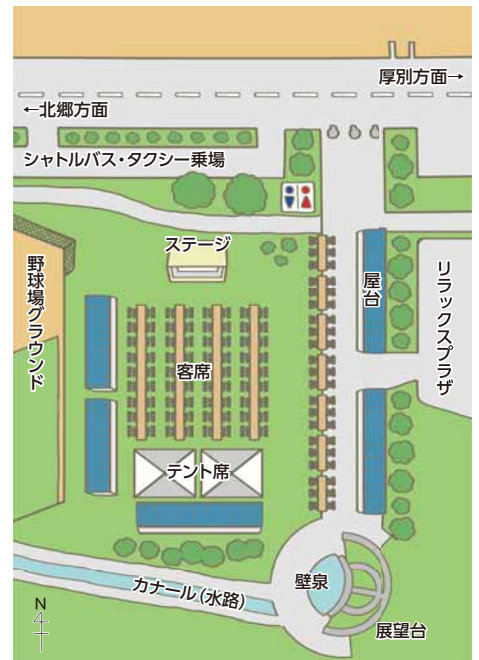 厚別方面→
←北郷方面
シャトルバス・タクシー乗場
ステージ
野球場グラウンド
屋台
リラックスプラザ
客席
テント席
カナール(水路)
壁泉
展望台
N